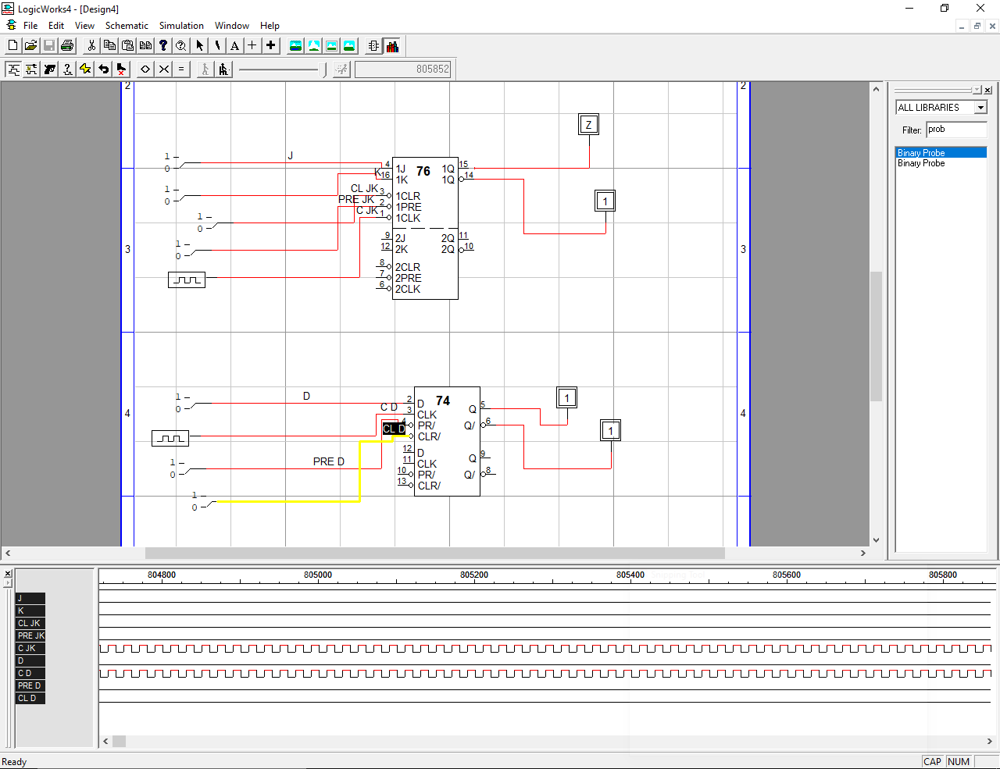 LogicWorks4 - [Design4]
File Edit View Schematic Simulation Window Help
805852
2 2
ALL LIBRARIES
Filter: prob
Binary Probe
Binary Probe
Z
1
0
J
4 1J 76 1Q 15
K 16 1K 1Q 14
1
0
CL JK 3 1CLR
PRE JK 2 1PRE
C JK 1 1CLK
1
1
0
9 2J 2Q 11
12 2K 2Q 10
1
0
3 3
8 2CLR
7 2PRE
6 2CLK
1
0
D
2 D 74 Q 5
C D 3 CLK
4 PR/ Q/ 6
CL D CLR/
1
1
4 4
12 D Q 9
11 CLK
10 PR/ Q/ 8
13 CLR/
1
0
PRE D
1
0
804800 805000 805200 805400 805600 805800
Snipping Tool
J
K
CL JK
PRE JK
C JK
D
C D
PRE D
CL D
Ready
CAP NUM